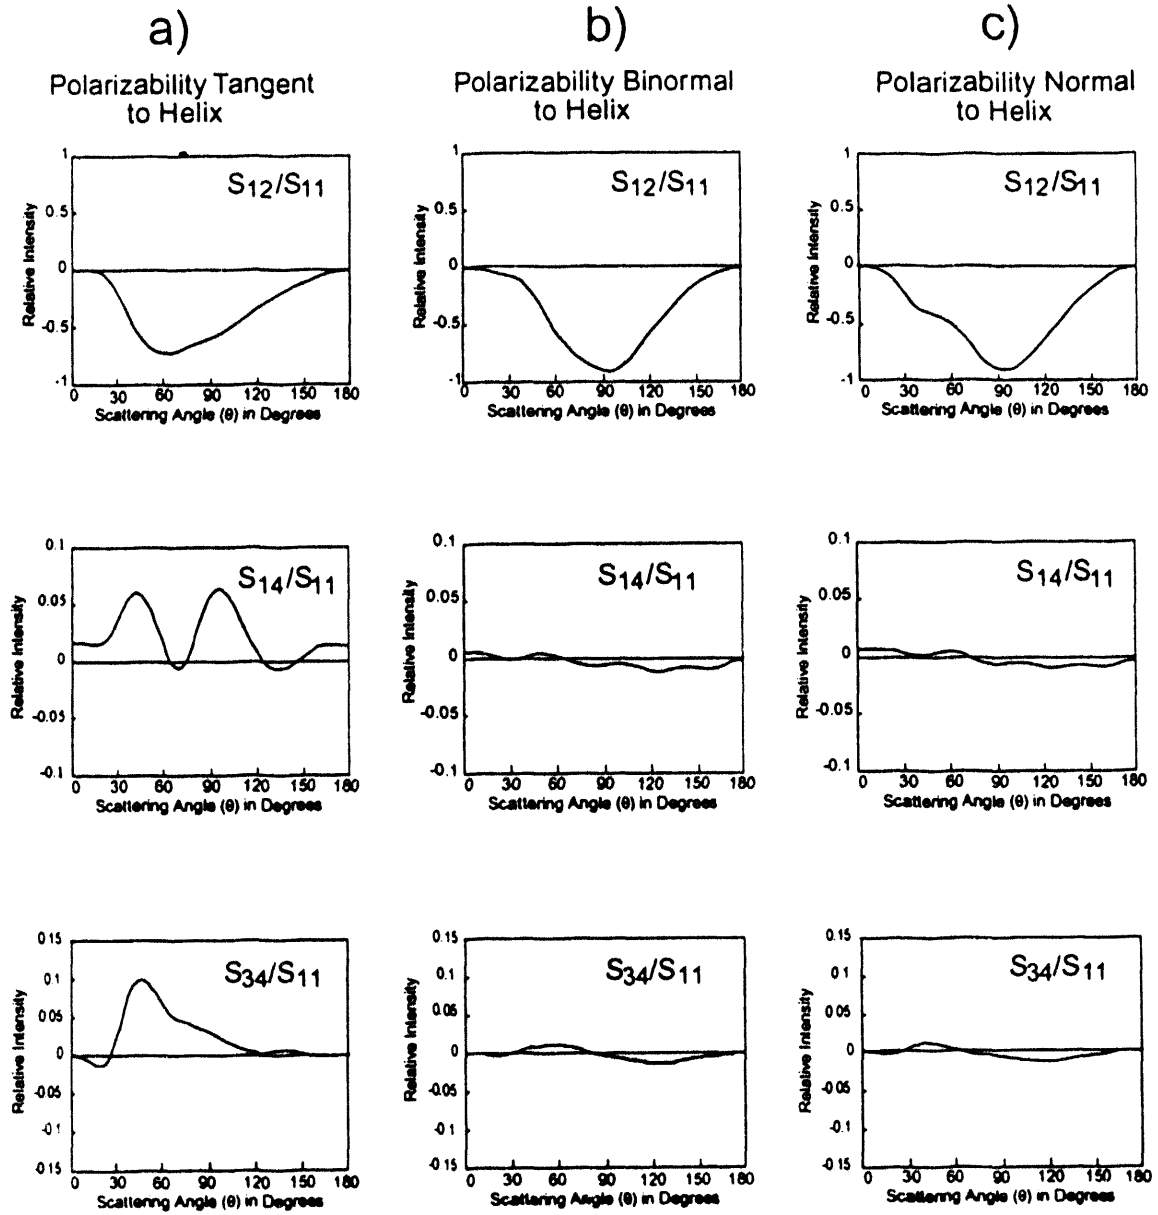 a)
Polarizability Tangent
to Helix
b)
Polarizability Binormal
to Helix
c)
Polarizability Normal
to Helix
S12/S11
Relative Intensity
1
0.5
0
-0.5
-1
0 30 60 90 120 150 180
Scattering Angle (θ) in Degrees
S12/S11
Relative Intensity
1
0.5
0
-0.5
-1
0 30 60 90 120 150 180
Scattering Angle (θ) in Degrees
S12/S11
Relative Intensity
1
0.5
0
-0.5
-1
0 30 60 90 120 150 180
Scattering Angle (θ) in Degrees
S14/S11
Relative Intensity
0.1
0.05
0
-0.05
-0.1
0 30 60 90 120 150 180
Scattering Angle (θ) in Degrees
S14/S11
Relative Intensity
0.1
0.05
0
-0.05
-0.1
0 30 60 90 120 150 180
Scattering Angle (θ) in Degrees
S14/S11
Relative Intensity
0.1
0.05
0
-0.05
-0.1
0 30 60 90 120 150 180
Scattering Angle (θ) in Degrees
S34/S11
Relative Intensity
0.15
0.1
0.05
0
-0.05
-0.1
-0.15
0 30 60 90 120 150 180
Scattering Angle (θ) in Degrees
S34/S11
Relative Intensity
0.15
0.1
0.05
0
-0.05
-0.1
-0.15
0 30 60 90 120 150 180
Scattering Angle (θ) in Degrees
S34/S11
Relative Intensity
0.15
0.1
0.05
0
-0.05
-0.1
-0.15
0 30 60 90 120 150 180
Scattering Angle (θ) in Degrees